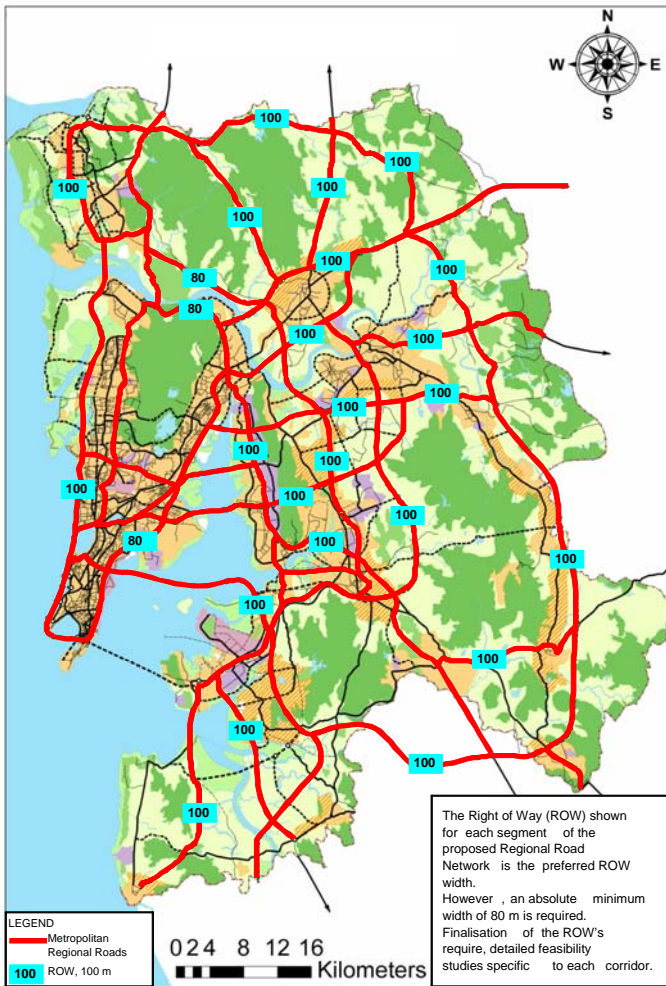 N
W E
S
100
100
100
100
100
100
100
80
80
100
100
100
100
100
100
100
100
100
80
100
100
100
100
100
100
The Right of Way (ROW) shown
for each segment of the
proposed Regional Road
Network is the preferred ROW
width.
However , an absolute minimum
width of 80 m is required.
Finalisation of the ROW's
require, detailed feasibility
studies specific to each corridor.
LEGEND
Metropolitan
Regional Roads
100 ROW, 100 m
0 2 4 8 12 16
Kilometers